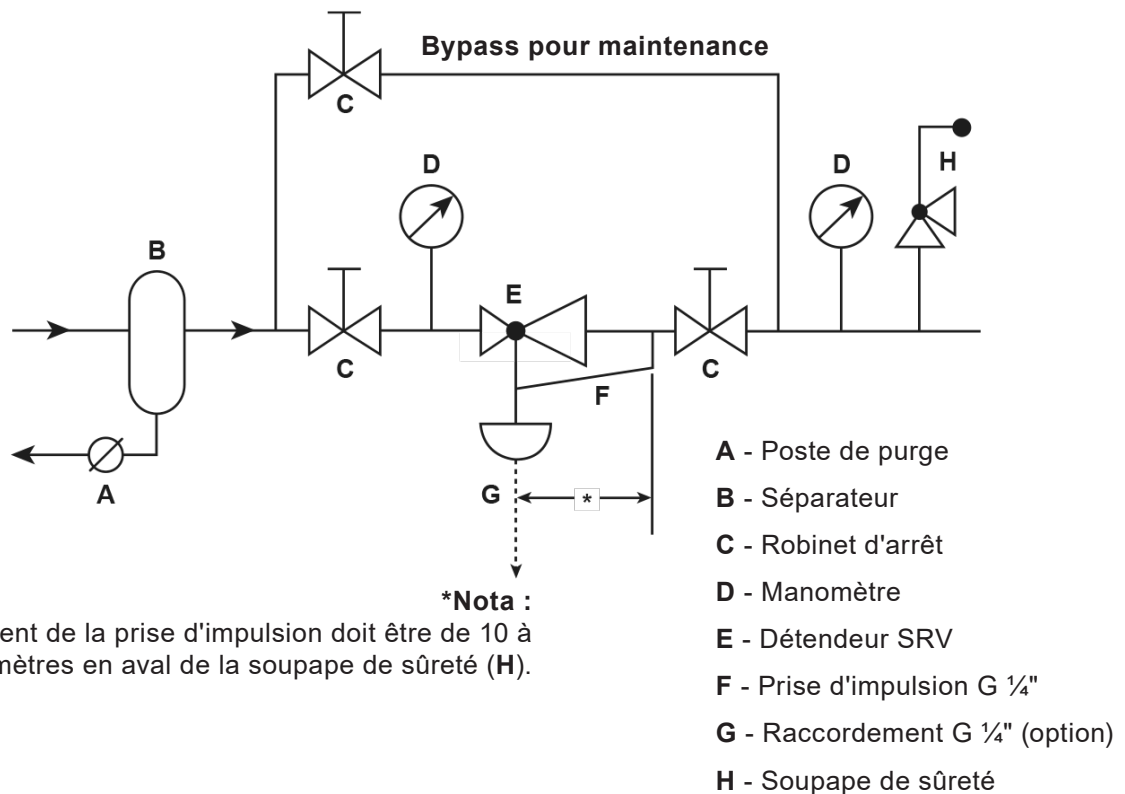 Bypass pour maintenance
C
D
D
H
B
E
C
C
F
A
G
*
A - Poste de purge
B - Séparateur
C - Robinet d'arrêt
D - Manomètre
E - Détendeur SRV
F - Prise d'impulsion G ¼"
G - Raccordement G ¼" (option)
H - Soupape de sûreté
*Nota :
de la prise d'impulsion doit être de 10 à
en aval de la soupape de sûreté (H).